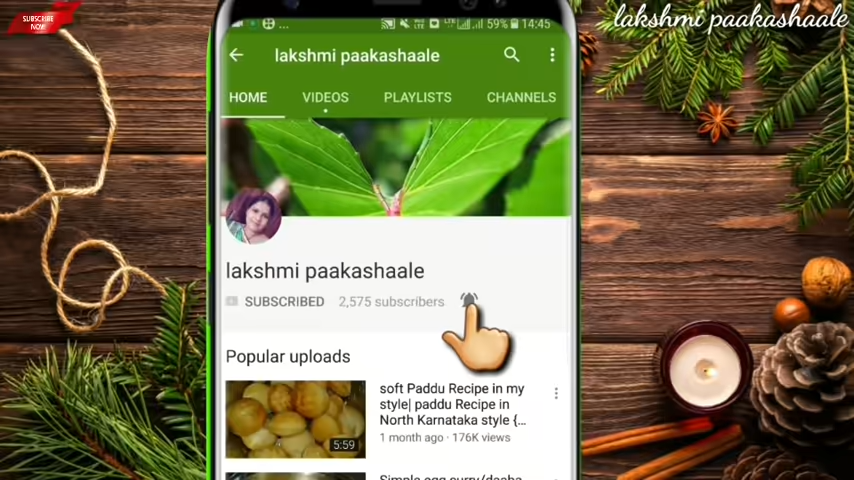 SUBSCRIBE
NOW!
lakshmi paakashaale
59% 14:45
lakshmi paakashaale
HOME VIDEOS PLAYLISTS CHANNELS
lakshmi paakashaale
SUBSCRIBED 2,575 subscribers
Popular uploads
soft Paddu Recipe in my
style| paddu Recipe in
North Karnataka style {...
1 month ago · 176K views
5:59